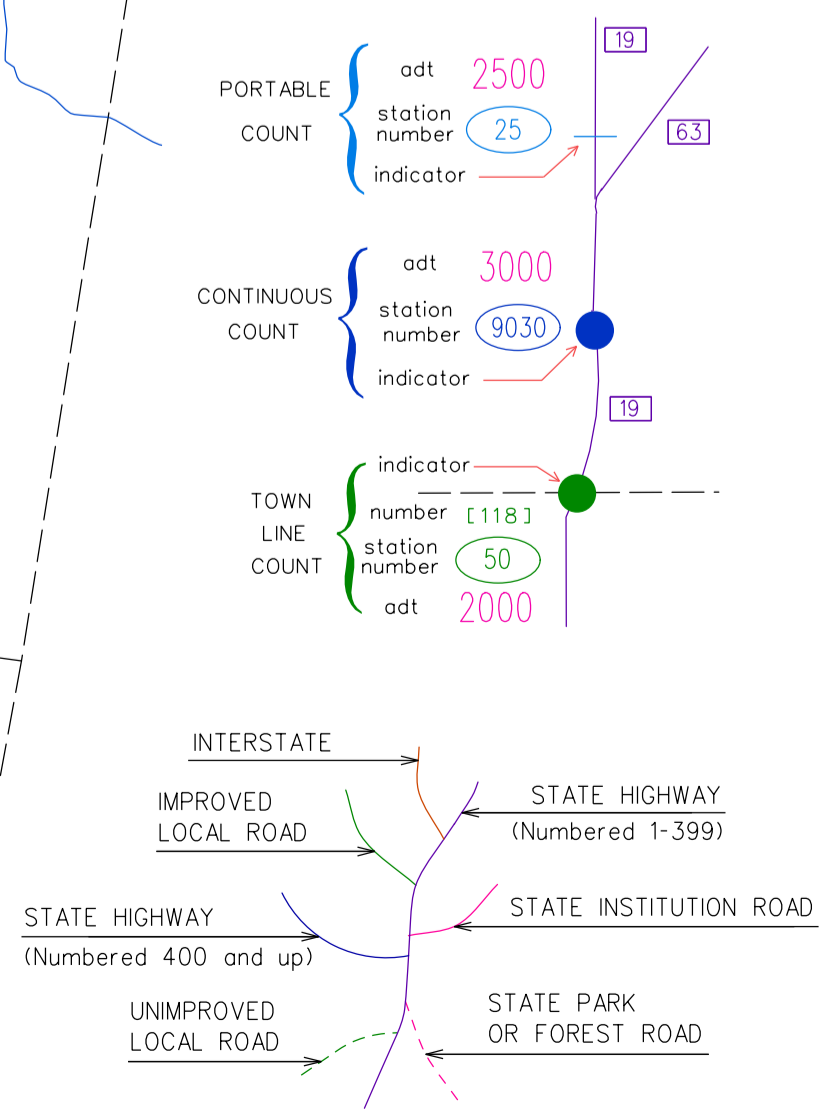 19
PORTABLE
COUNT
adt 2500
station
number 25
indicator
63
CONTINUOUS
COUNT
adt 3000
station
number 9030
indicator
19
TOWN
LINE
COUNT
indicator
number [118]
station
number 50
adt 2000
INTERSTATE
IMPROVED
LOCAL ROAD
STATE HIGHWAY
(Numbered 1-399)
STATE HIGHWAY
(Numbered 400 and up)
STATE INSTITUTION ROAD
UNIMPROVED
LOCAL ROAD
STATE PARK
OR FOREST ROAD